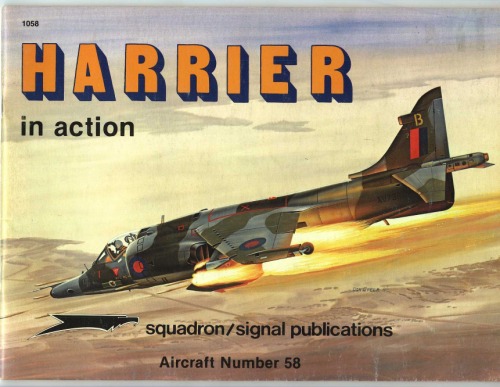 1058
HARRIER
in action
B
squadron/signal publications
Aircraft Number 58